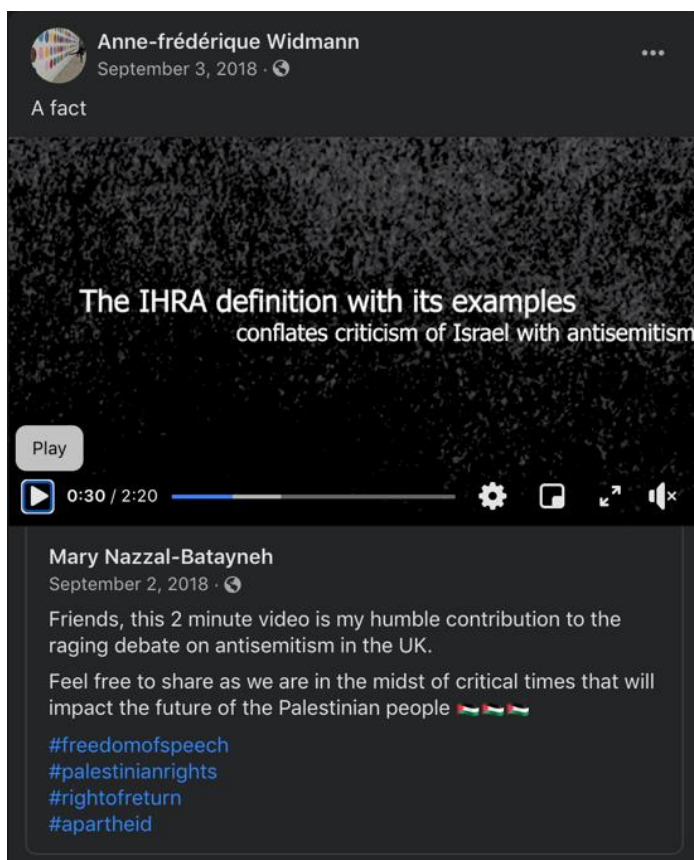 Anne-frédérique Widmann
September 3, 2018 ·
A fact
The IHRA definition with its examples
conflates criticism of Israel with antisemitism
Play
0:30 / 2:20
Mary Nazzal-Batayneh
September 2, 2018 ·
Friends, this 2 minute video is my humble contribution to the
raging debate on antisemitism in the UK.
Feel free to share as we are in the midst of critical times that will
impact the future of the Palestinian people 🇵🇸🇵🇸🇵🇸
#freedomofspeech
#palestinianrights
#rightofreturn
#apartheid